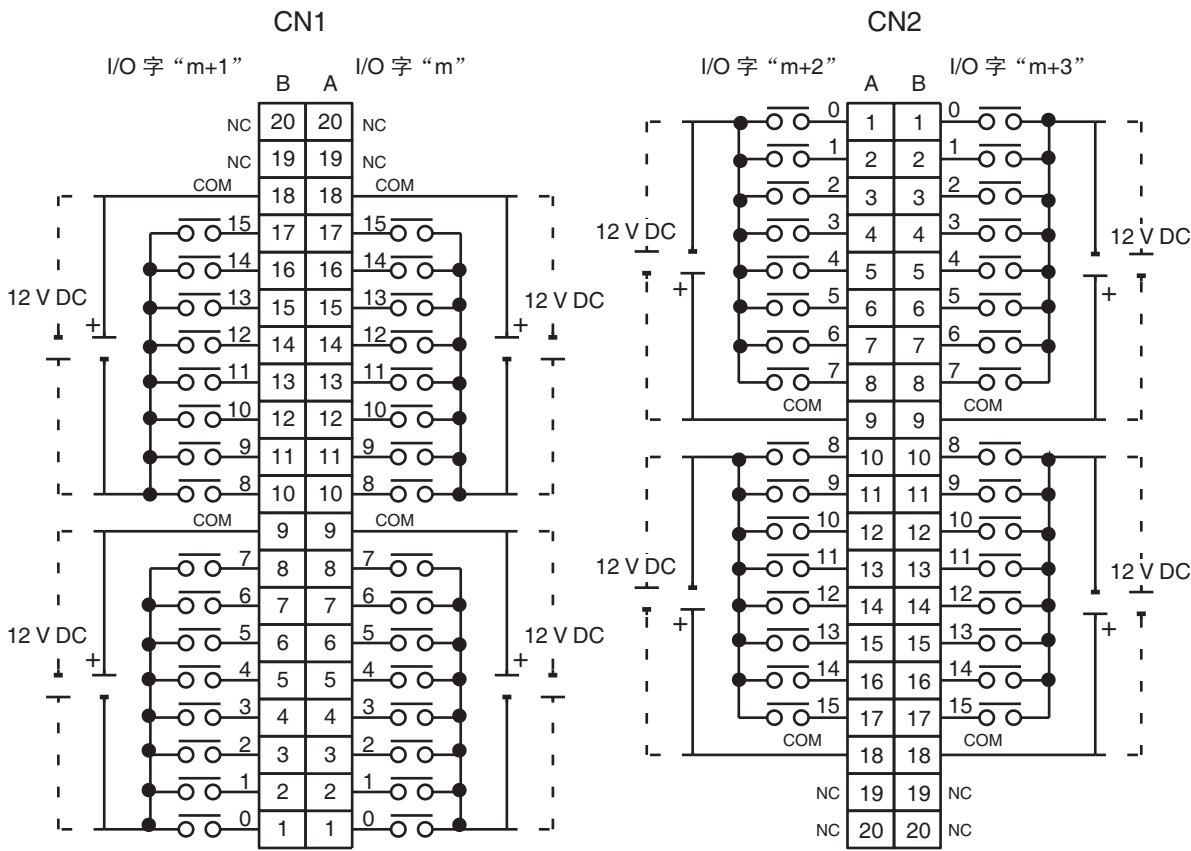 CN1
I/O 字 “m+1” I/O 字 “m”
B A
NC 20 20 NC
NC 19 19 NC
COM 18 18 COM
15 17 17 15
14 16 16 14
13 15 15 13
12 V DC 12 V DC
12 14 14 12
+ +
11 13 13 11
10 12 12 10
9 11 11 9
8 10 10 8
COM 9 9 COM
7 8 8 7
6 7 7 6
5 6 6 5
12 V DC 12 V DC
+ +
4 5 5 4
3 4 4 3
2 3 3 2
1 2 2 1
0 1 1 0
CN2
I/O 字 “m+2” I/O 字 “m+3”
A B
0 1 1 0
1 2 2 1
2 3 3 2
3 4 4 3
12 V DC 12 V DC
4 5 5 4
+ +
5 6 6 5
6 7 7 6
7 8 8 7
COM 9 9 COM
8 10 10 8
9 11 11 9
10 12 12 10
11 13 13 11
12 V DC 12 V DC
12 14 14 12
+ +
13 15 15 13
14 16 16 14
15 17 17 15
COM 18 18 COM
NC 19 19 NC
NC 20 20 NC